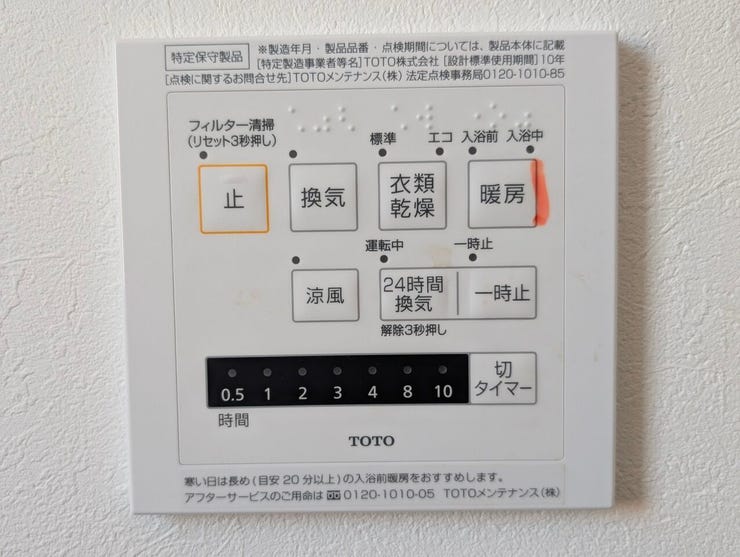 特定保守製品
※製造年月・製品品番・点検期間については、製品本体に記載
[特定製造事業者等名]TOTO株式会社 [設計標準使用期間]10年
[点検に関するお問合せ先]TOTOメンテナンス(株) 法定点検事務局0120-1010-85
フィルター清掃
(リセット3秒押し)
標準 エコ 入浴前 入浴中
止 換気 衣類乾燥 暖房
運転中 一時止
涼風 24時間換気 一時止
解除3秒押し
0.5 1 2 3 4 8 10
切タイマー
時間
TOTO
寒い日は長め(目安20分以上)の入浴前暖房をおすすめします。
アフターサービスのご用命は 0120-1010-05 TOTOメンテナンス(株)